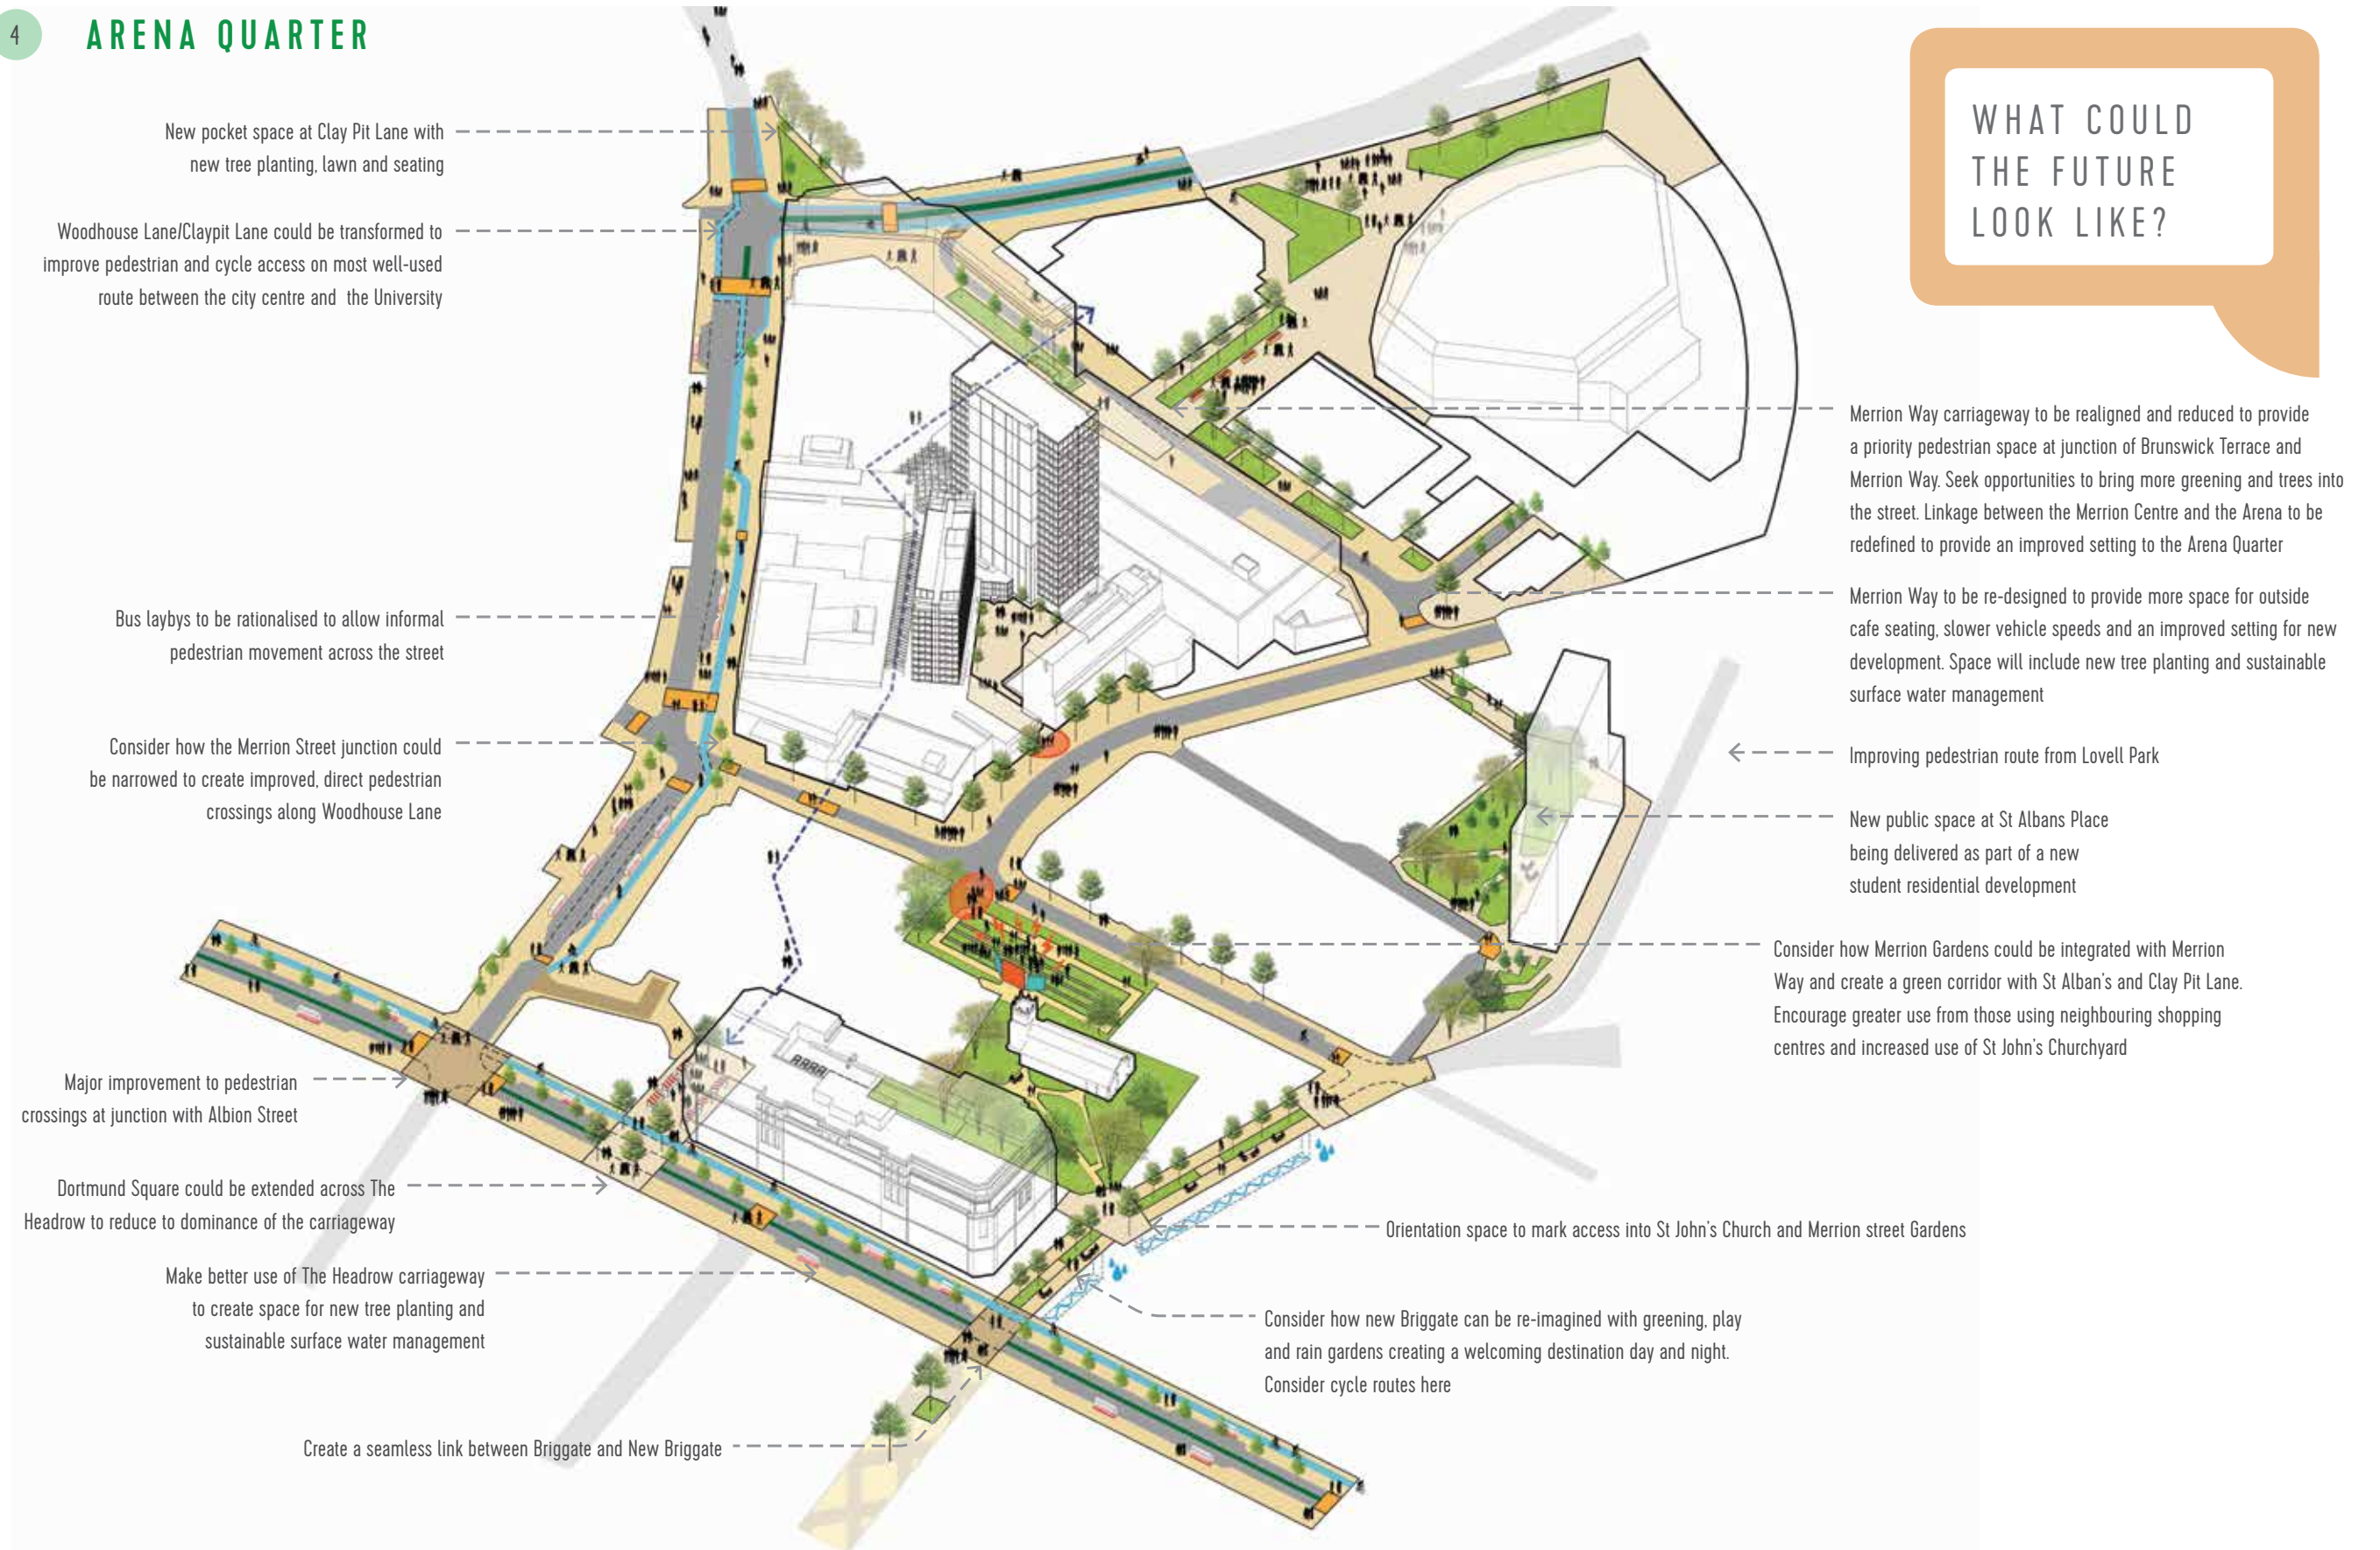 4
ARENA QUARTER
WHAT COULD
THE FUTURE
LOOK LIKE?
New pocket space at Clay Pit Lane with
new tree planting, lawn and seating
Woodhouse Lane/Claypit Lane could be transformed to
improve pedestrian and cycle access on most well-used
route between the city centre and the University
Bus laybys to be rationalised to allow informal
pedestrian movement across the street
Consider how the Merrion Street junction could
be narrowed to create improved, direct pedestrian
crossings along Woodhouse Lane
Major improvement to pedestrian
crossings at junction with Albion Street
Dortmund Square could be extended across The
Headrow to reduce to dominance of the carriageway
Make better use of The Headrow carriageway
to create space for new tree planting and
sustainable surface water management
Create a seamless link between Briggate and New Briggate
Merrion Way carriageway to be realigned and reduced to provide
a priority pedestrian space at junction of Brunswick Terrace and
Merrion Way. Seek opportunities to bring more greening and trees into
the street. Linkage between the Merrion Centre and the Arena to be
redefined to provide an improved setting to the Arena Quarter
Merrion Way to be re-designed to provide more space for outside
cafe seating, slower vehicle speeds and an improved setting for new
development. Space will include new tree planting and sustainable
surface water management
Improving pedestrian route from Lovell Park
New public space at St Albans Place
being delivered as part of a new
student residential development
Consider how Merrion Gardens could be integrated with Merrion
Way and create a green corridor with St Alban's and Clay Pit Lane.
Encourage greater use from those using neighbouring shopping
centres and increased use of St John's Churchyard
Orientation space to mark access into St John's Church and Merrion street Gardens
Consider how new Briggate can be re-imagined with greening, play
and rain gardens creating a welcoming destination day and night.
Consider cycle routes here